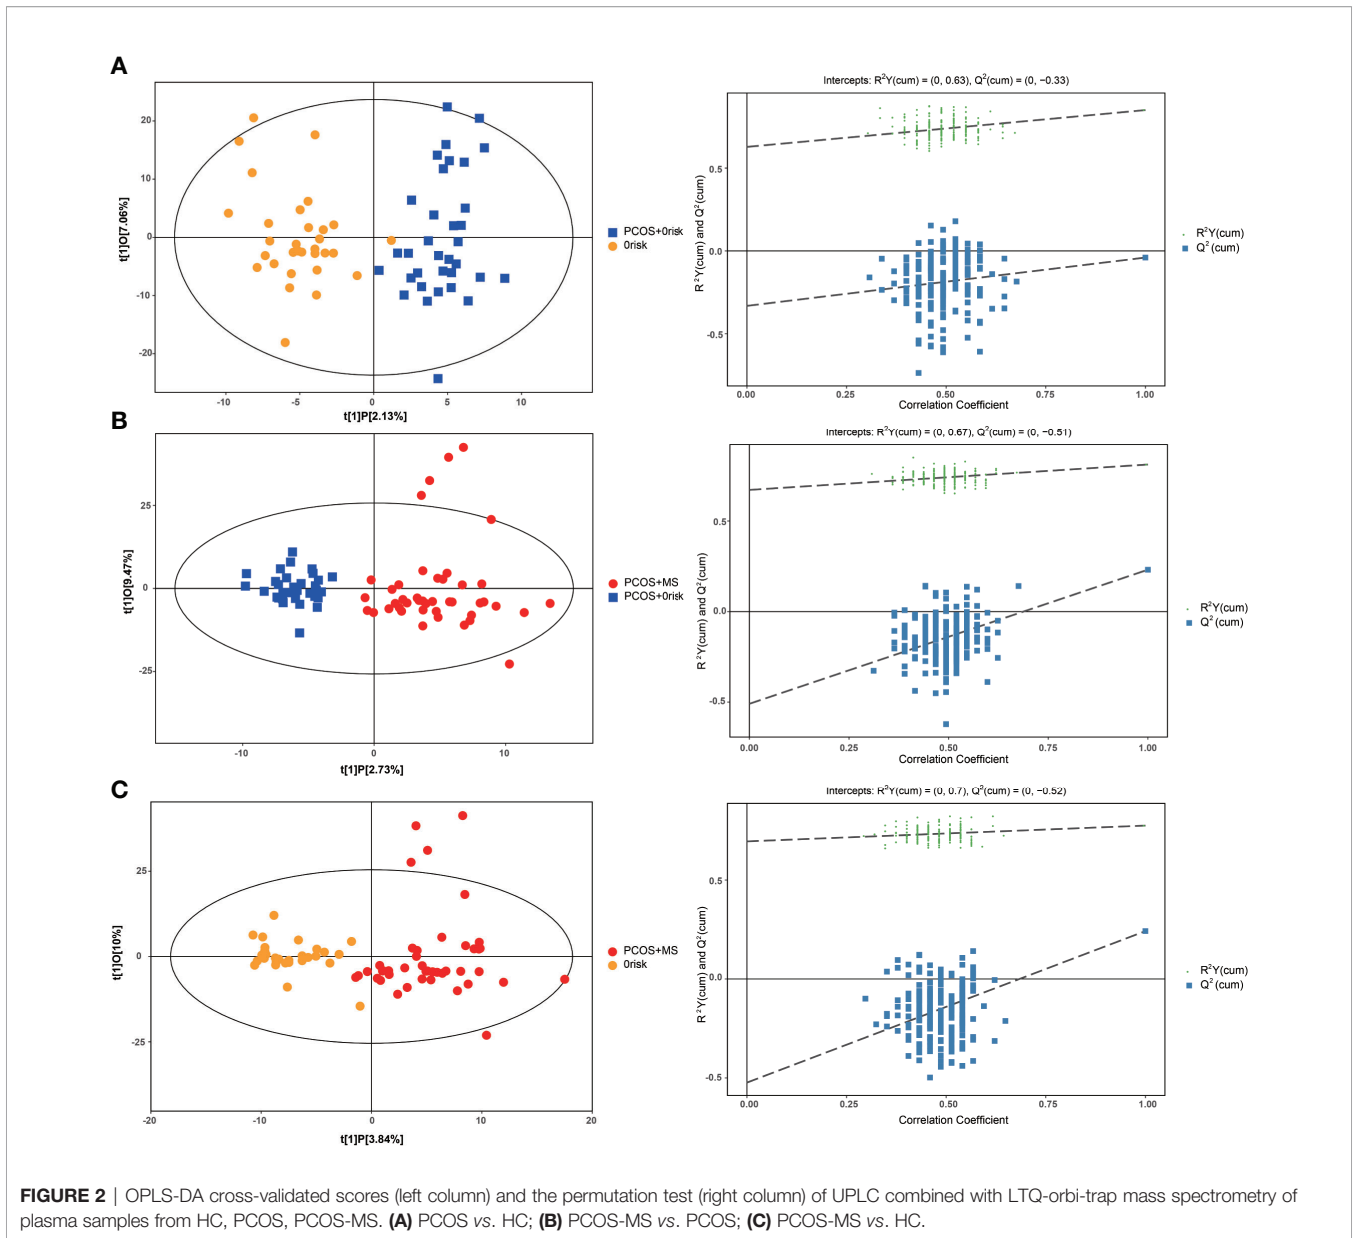 A
Intercepts: R²Y(cum) = (0, 0.63), Q²(cum) = (0, −0.33)
t[1]O[7.06%]
20
10
0
-10
-20
-10
-5
0
5
10
t[1]P[2.13%]
PCOS+0risk
0risk
R²Y(cum) and Q²(cum)
0.5
0.0
-0.5
0.00
0.25
0.50
0.75
1.00
Correlation Coefficient
R²Y(cum)
Q²(cum)
B
Intercepts: R²Y(cum) = (0, 0.67), Q²(cum) = (0, −0.51)
t[1]O[9.47%]
25
0
-25
-10
0
10
t[1]P[2.73%]
PCOS+MS
PCOS+0risk
R²Y(cum) and Q²(cum)
0.5
0.0
-0.5
0.00
0.25
0.50
0.75
1.00
Correlation Coefficient
R²Y(cum)
Q²(cum)
C
Intercepts: R²Y(cum) = (0, 0.7), Q²(cum) = (0, −0.52)
t[1]O[10%]
25
0
-25
-20
-10
0
10
20
t[1]P[3.84%]
PCOS+MS
0risk
R²Y(cum) and Q²(cum)
0.5
0.0
-0.5
0.00
0.25
0.50
0.75
1.00
Correlation Coefficient
R²Y(cum)
Q²(cum)
FIGURE 2 | OPLS-DA cross-validated scores (left column) and the permutation test (right column) of UPLC combined with LTQ-orbi-trap mass spectrometry of
plasma samples from HC, PCOS, PCOS-MS. (A) PCOS vs. HC; (B) PCOS-MS vs. PCOS; (C) PCOS-MS vs. HC.